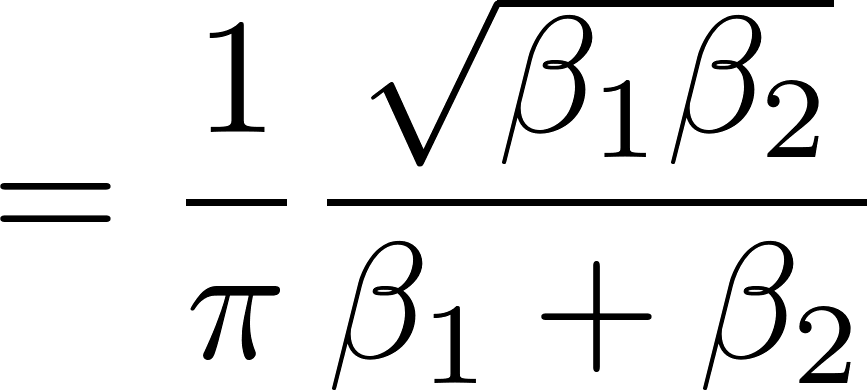 = \frac{1}{\pi} \frac{\sqrt{\beta_1 \beta_2}}{\beta_1 + \beta_2}